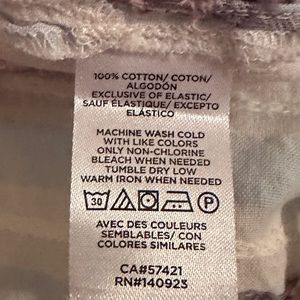 100% COTTON/ COTON/
ALGODÓN
EXCLUSIVE OF ELASTIC/
SAUF ÉLASTIQUE/ EXCEPTO
ELÁSTICO
MACHINE WASH COLD
WITH LIKE COLORS
ONLY NON-CHLORINE
BLEACH WHEN NEEDED
TUMBLE DRY LOW
WARM IRON WHEN NEEDED
30 P
AVEC DES COULEURS
SEMBLABLES/ CON
COLORES SIMILARES
CA#57421
RN#140923